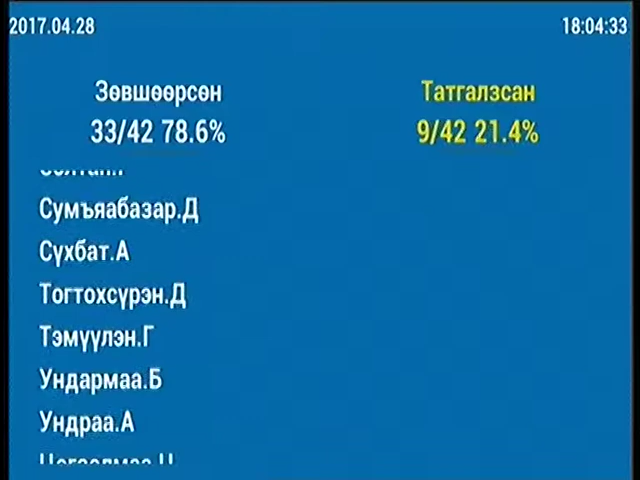 2017.04.28 18:04:33
Зөвшөөрсөн Татгалзсан
33/42 78.6% 9/42 21.4%
Сумъяабазар.Д
Сүхбат.А
Тогтохсүрэн.Д
Тэмүүлэн.Г
Ундармаа.Б
Ундраа.А